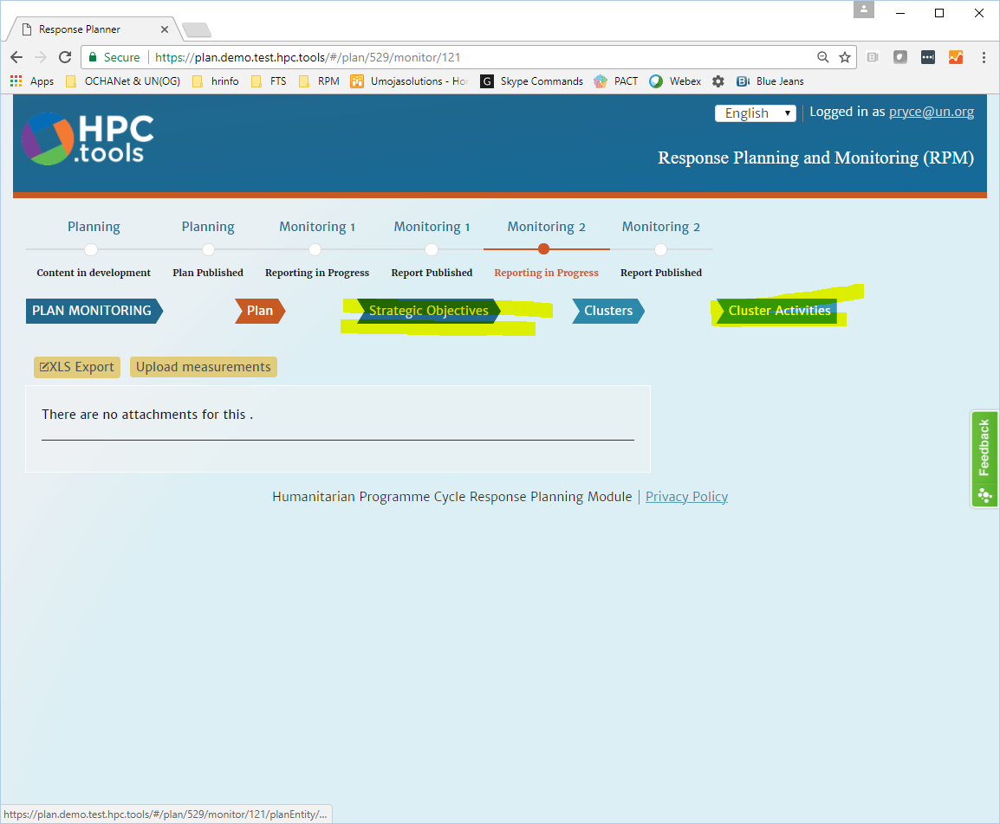 Response Planner
Secure https://plan.demo.test.hpc.tools/#/plan/529/monitor/121
Apps OCHANet & UN(OG) hrinfo FTS RPM Umojasolutions - Hor G Skype Commands PACT Webex Bi Blue Jeans
HPC
.tools
English Logged in as pryce@un.org
Response Planning and Monitoring (RPM)
Planning Planning Monitoring 1 Monitoring 1 Monitoring 2 Monitoring 2
Content in development Plan Published Reporting in Progress Report Published Reporting in Progress Report Published
PLAN MONITORING Plan Strategic Objectives Clusters Cluster Activities
XLS Export Upload measurements
There are no attachments for this .
Feedback
Humanitarian Programme Cycle Response Planning Module | Privacy Policy
https://plan.demo.test.hpc.tools/#/plan/529/monitor/121/planEntity/...